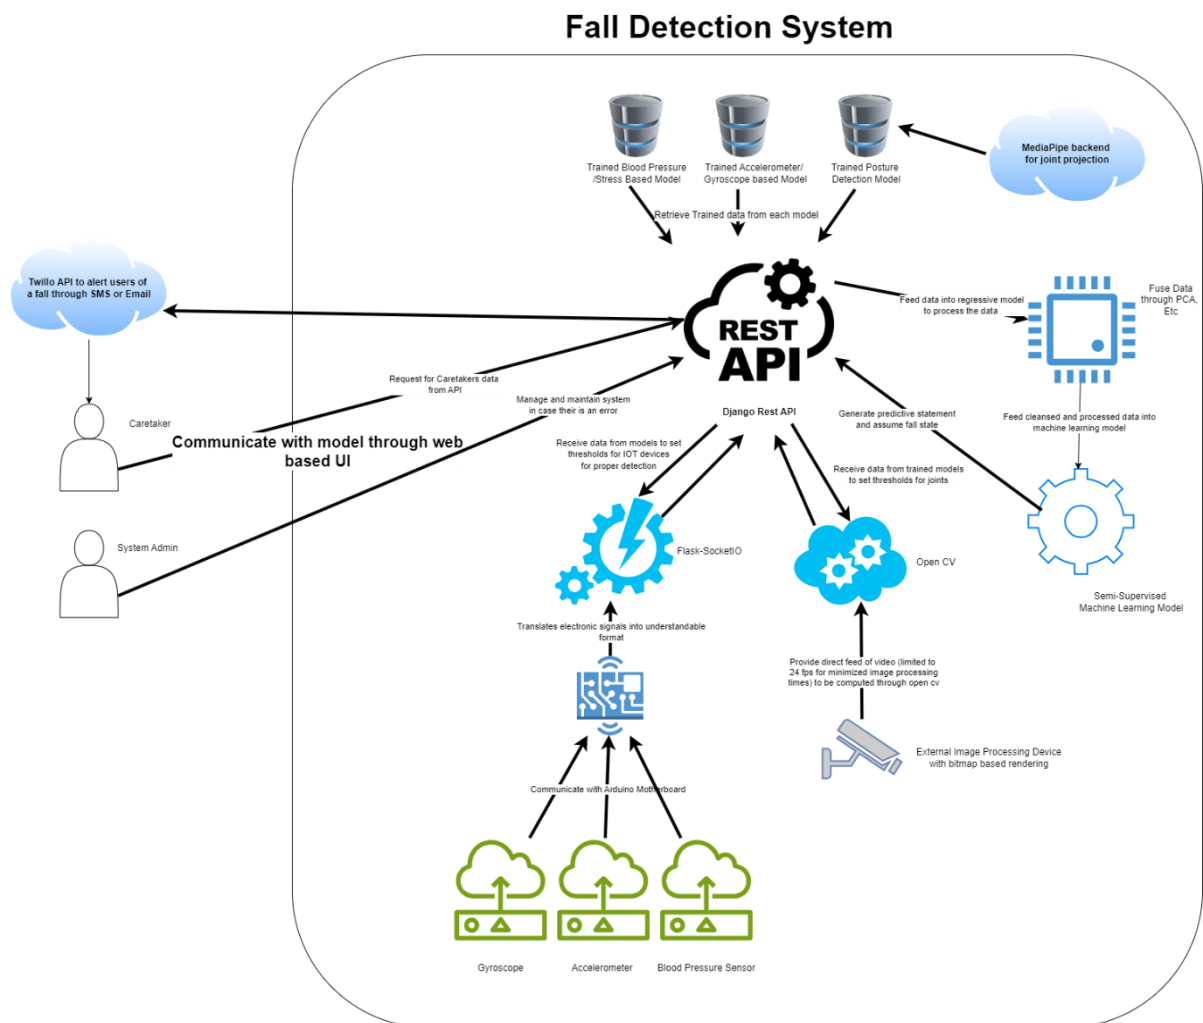 Fall Detection System
Trained Blood Pressure
/Stress Based Model
Trained Accelerometer/
Gyroscope based Model
Trained Posture
Detection Model
MediaPipe backend
for joint projection
Retrieve Trained data from each model
Twillo API to alert users of
a fall through SMS or Email
REST
API
Django Rest API
Feed data into regressive model
to process the data
Fuse Data
through PCA,
Etc
Request for Caretakers data
from API
Manage and maintain system
in case their is an error
Generate predictive statement
and assume fall state
Feed cleansed and processed data into
machine learning model
Caretaker
Communicate with model through web
based UI
Receive data from models to set
thresholds for IOT devices
for proper detection
Receive data from trained models
to set thresholds for joints
System Admin
Flask-SocketIO
Open CV
Semi-Supervised
Machine Learning Model
Translates electronic signals into understandable
format
Provide direct feed of video (limited to
24 fps for minimized image processing
times) to be computed through open cv
External Image Processing Device
with bitmap based rendering
Communicate with Arduino Motherboard
Gyroscope
Accelerometer
Blood Pressure Sensor